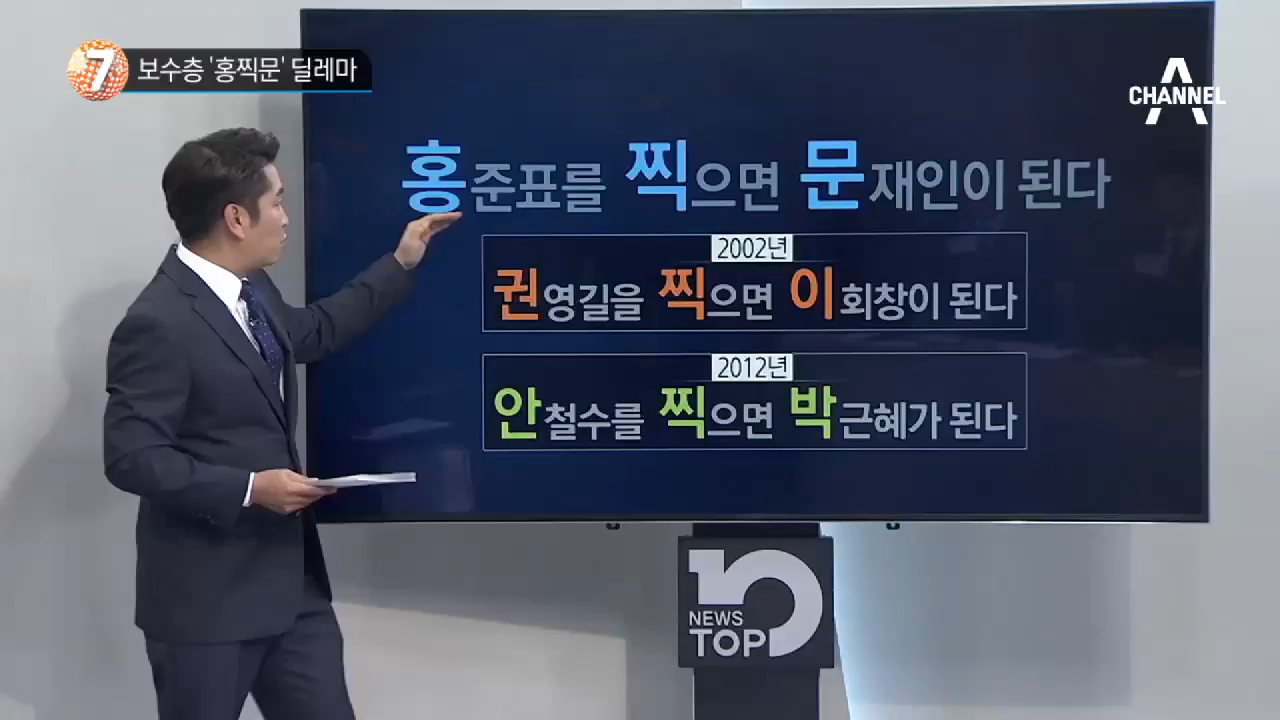 7 보수층 '홍찍문' 딜레마
CHANNEL A
홍준표를 찍으면 문재인이 된다
2002년
권영길을 찍으면 이회창이 된다
2012년
안철수를 찍으면 박근혜가 된다
NEWS
TOP10